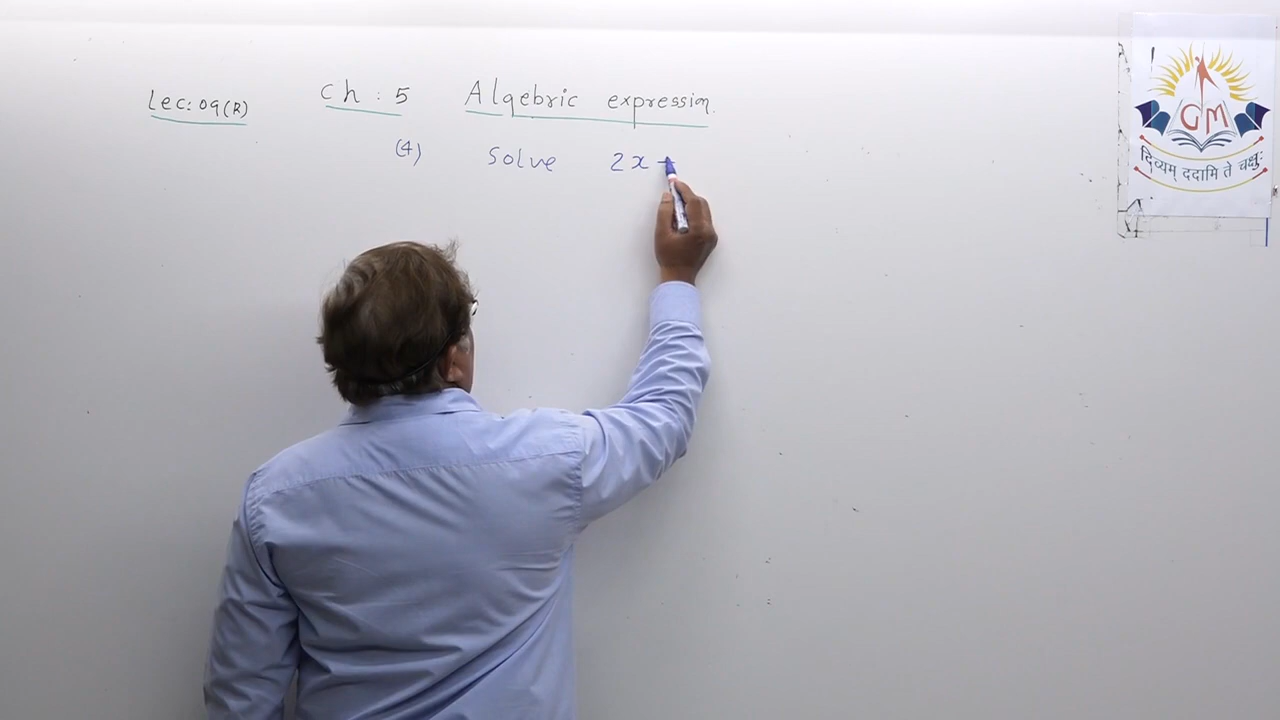 Lec: 09(R) Ch : 5 Algebric expression.
(4) Solve 2x -
GM
दिव्यम् ददामि ते चक्षुः